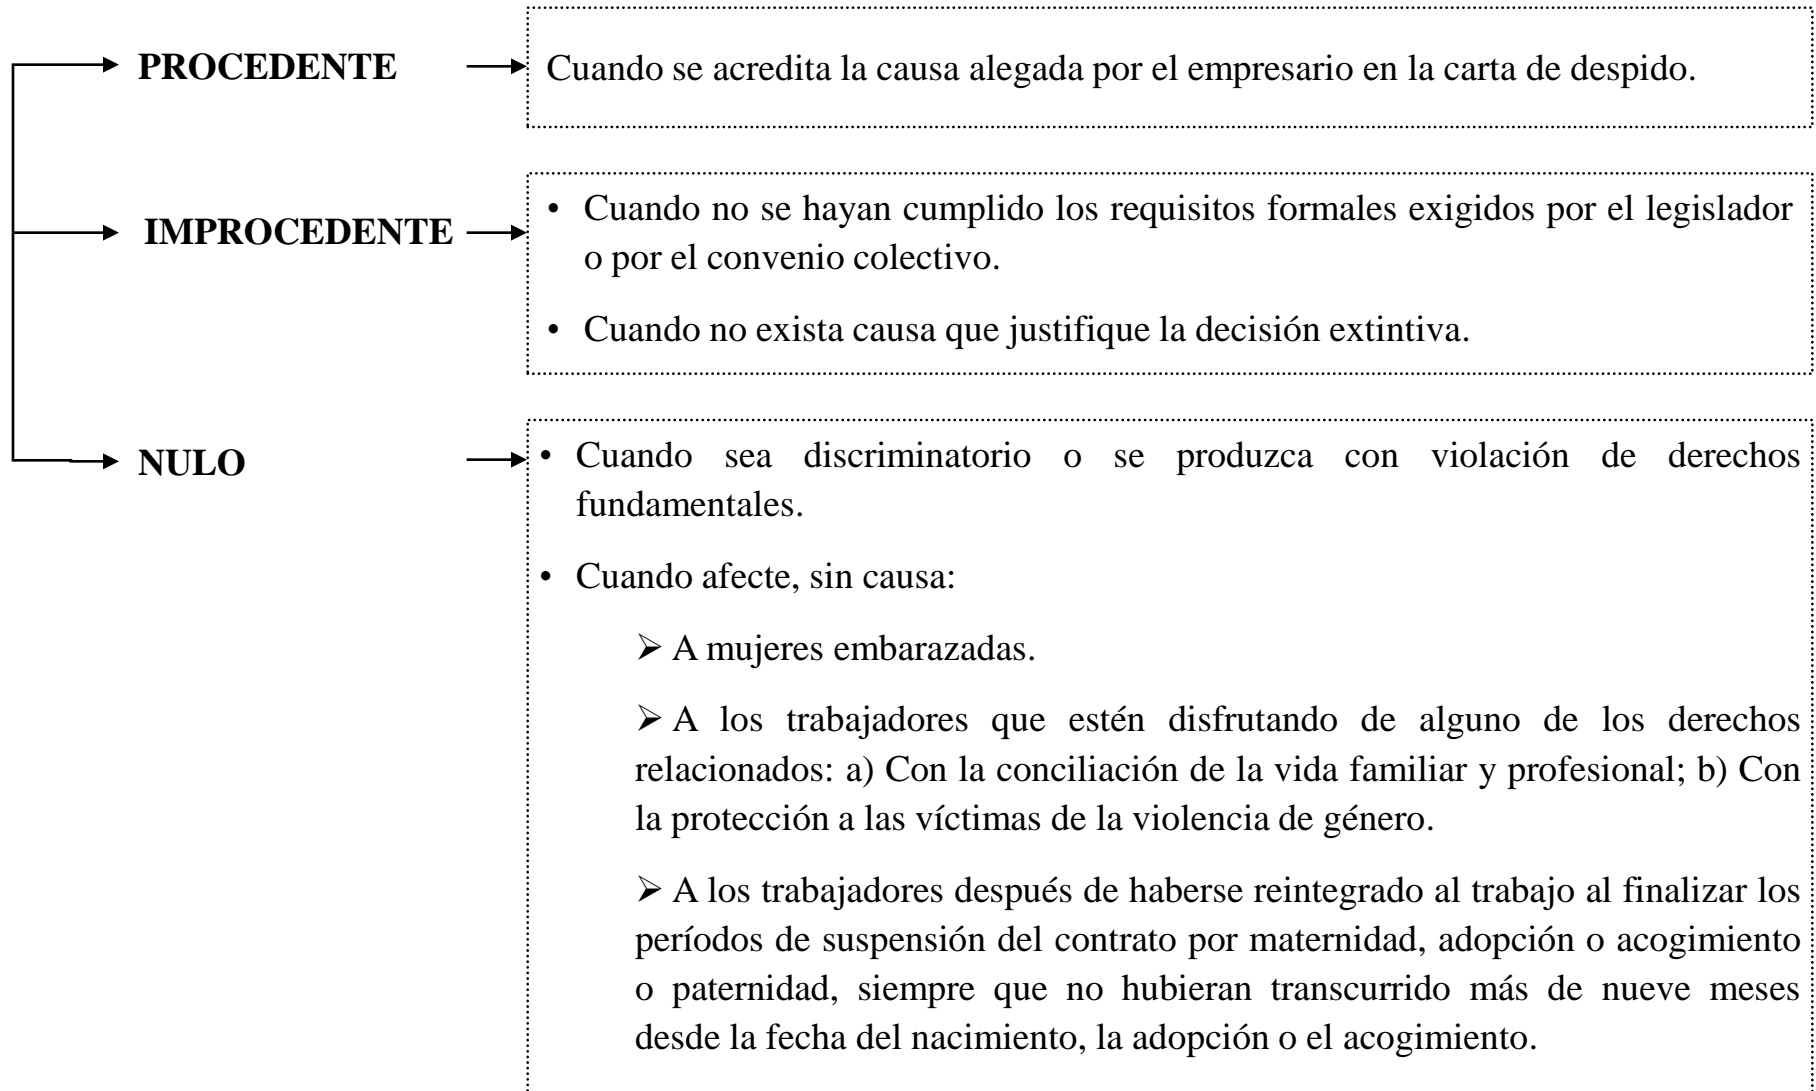 PROCEDENTE
Cuando se acredita la causa alegada por el empresario en la carta de despido.
IMPROCEDENTE
• Cuando no se hayan cumplido los requisitos formales exigidos por el legislador
o por el convenio colectivo.
• Cuando no exista causa que justifique la decisión extintiva.
NULO
• Cuando sea discriminatorio o se produzca con violación de derechos
fundamentales.
• Cuando afecte, sin causa:
➢ A mujeres embarazadas.
➢ A los trabajadores que estén disfrutando de alguno de los derechos
relacionados: a) Con la conciliación de la vida familiar y profesional; b) Con
la protección a las víctimas de la violencia de género.
➢ A los trabajadores después de haberse reintegrado al trabajo al finalizar los
períodos de suspensión del contrato por maternidad, adopción o acogimiento
o paternidad, siempre que no hubieran transcurrido más de nueve meses
desde la fecha del nacimiento, la adopción o el acogimiento.